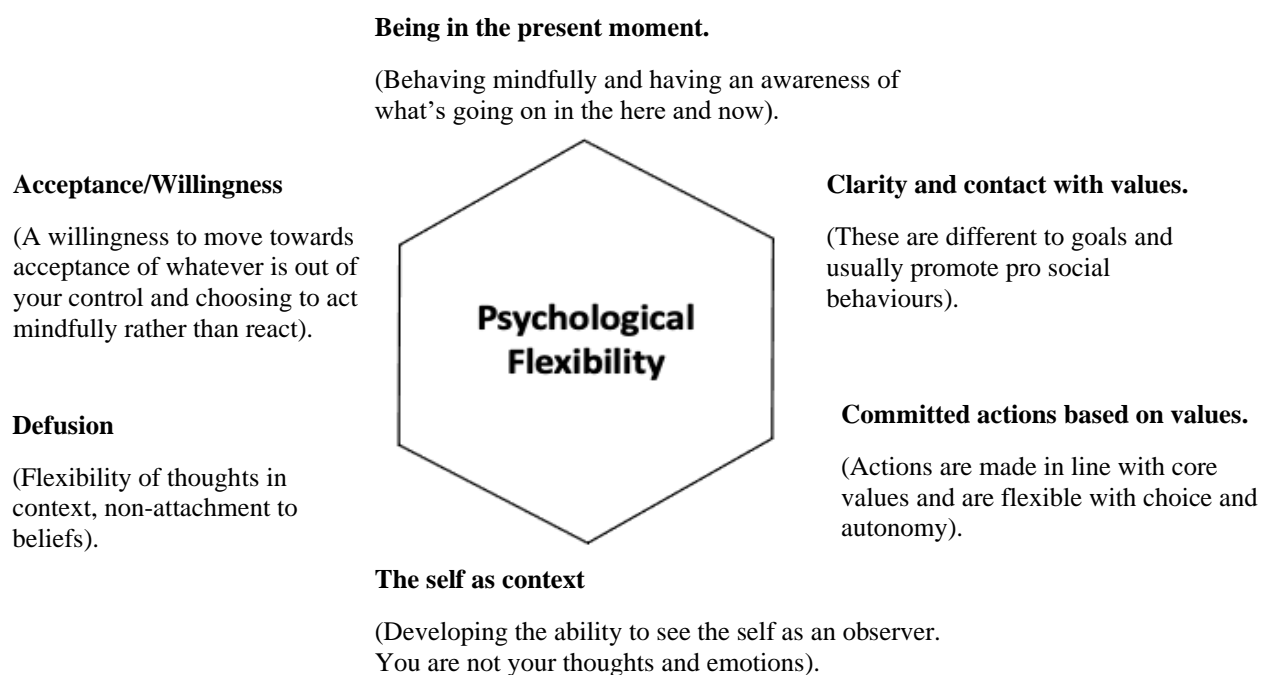 Being in the present moment.
(Behaving mindfully and having an awareness of
what’s going on in the here and now).
Acceptance/Willingness
(A willingness to move towards
acceptance of whatever is out of
your control and choosing to act
mindfully rather than react).
Clarity and contact with values.
(These are different to goals and
usually promote pro social
behaviours).
Psychological
Flexibility
Defusion
(Flexibility of thoughts in
context, non-attachment to
beliefs).
Committed actions based on values.
(Actions are made in line with core
values and are flexible with choice and
autonomy).
The self as context
(Developing the ability to see the self as an observer.
You are not your thoughts and emotions).